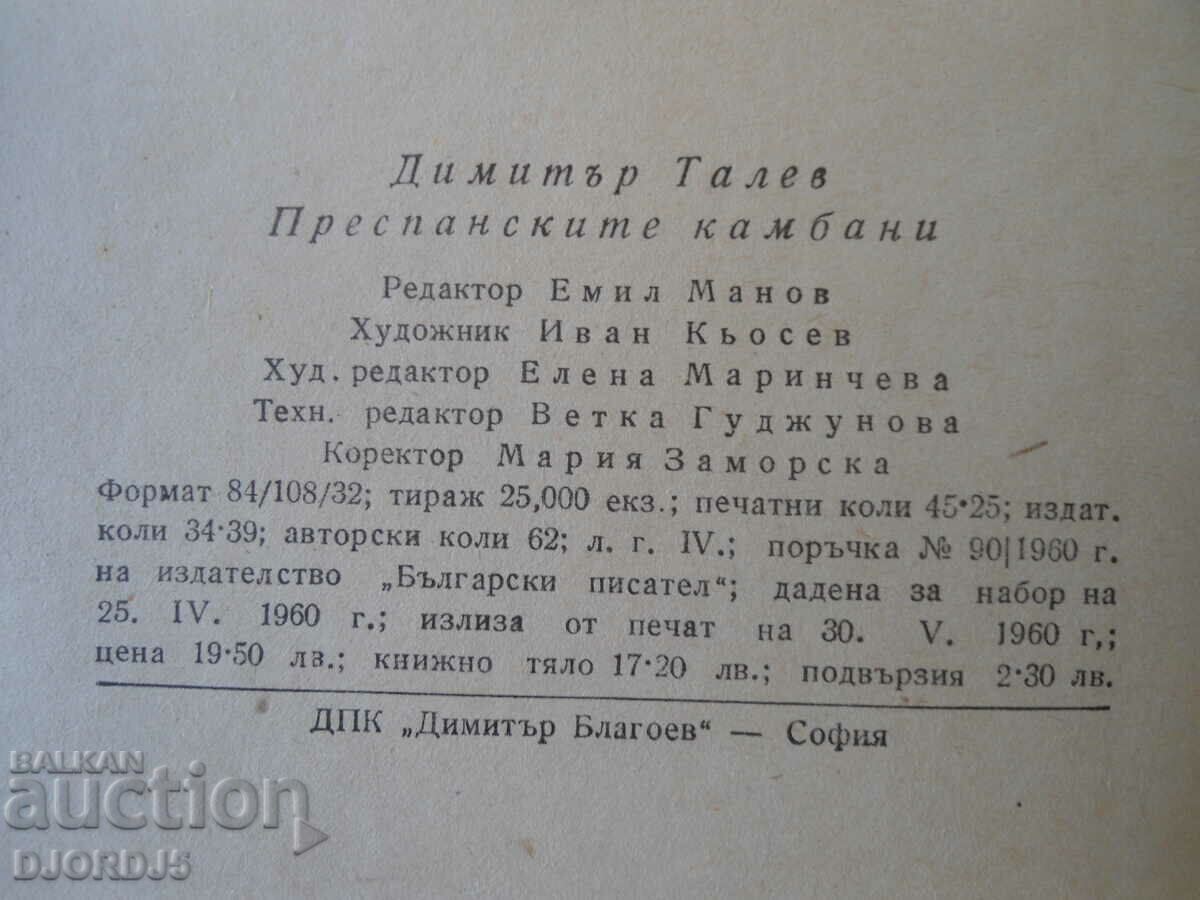 Димитър Талев
Преспанските камбани
Редактор Емил Манов
Художник Иван Кьосев
Худ. редактор Елена Маринчева
Техн. редактор Ветка Гуджунова
Коректор Мария Заморска
Формат 84/108/32; тираж 25,000 екз.; печатни коли 45·25; издат.
коли 34·39; авторски коли 62; л. г. IV.; поръчка № 90|1960 г.
на издателство „Български писател“; дадена за набор на
25. IV. 1960 г.; излиза от печат на 30. V. 1960 г,;
цена 19·50 лв.; книжно тяло 17·20 лв.; подвързия 2·30 лв.
ДПК „Димитър Благоев“ — София
BALKAN
auction
DJORDJ5